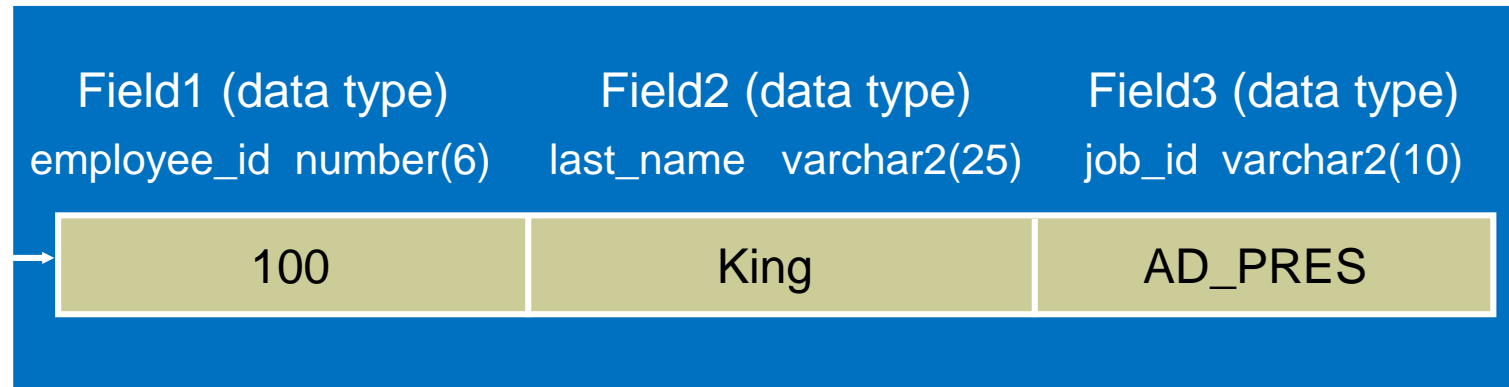 Field1 (data type) Field2 (data type) Field3 (data type)
employee_id number(6) last_name varchar2(25) job_id varchar2(10)
100 King AD_PRES